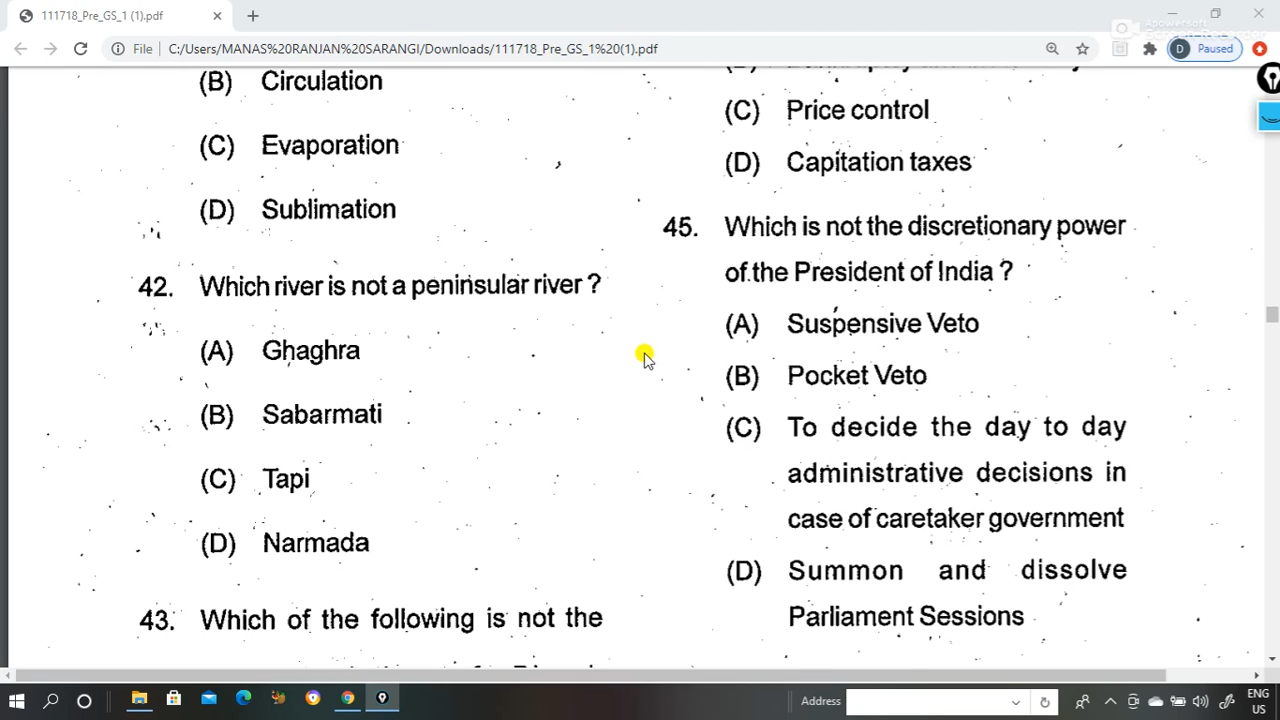 111718_Pre_GS_1 (1).pdf
File
C:/Users/MANAS%20RANJAN%20SARANGI/Downloads/111718_Pre_GS_1%20(1).pdf
D
Paused
Apowersoft
(B) Circulation
(C) Evaporation
(D) Sublimation
42. Which river is not a peninsular river ?
(A) Ghaghra
(B) Sabarmati
(C) Tapi
(D) Narmada
43. Which of the following is not the
(C) Price control
(D) Capitation taxes
45. Which is not the discretionary power
of the President of India ?
(A) Suspensive Veto
(B) Pocket Veto
(C) To decide the day to day
administrative decisions in
case of caretaker government
(D) Summon and dissolve
Parliament Sessions
Address
ENG
US